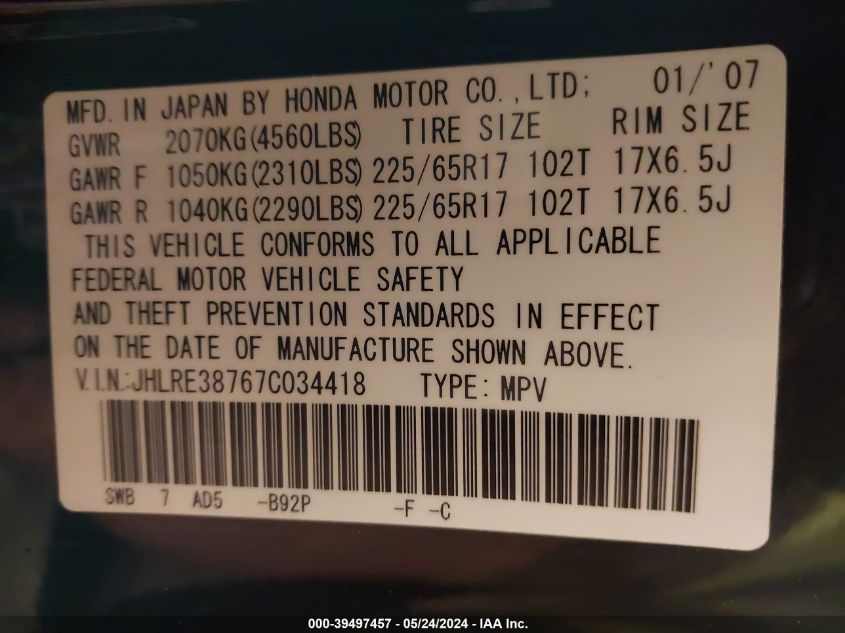 MFD. IN JAPAN BY HONDA MOTOR CO., LTD; 01/'07
GVWR 2070KG(4560LBS) TIRE SIZE RIM SIZE
GAWR F 1050KG(2310LBS) 225/65R17 102T 17X6.5J
GAWR R 1040KG(2290LBS) 225/65R17 102T 17X6.5J
THIS VEHICLE CONFORMS TO ALL APPLICABLE
FEDERAL MOTOR VEHICLE SAFETY
AND THEFT PREVENTION STANDARDS IN EFFECT
ON THE DATE OF MANUFACTURE SHOWN ABOVE.
V.I.N.:JHLRE38767C034418 TYPE: MPV
SWB 7 AD5 -B92P -F -C
000-39497457 - 05/24/2024 - IAA Inc.